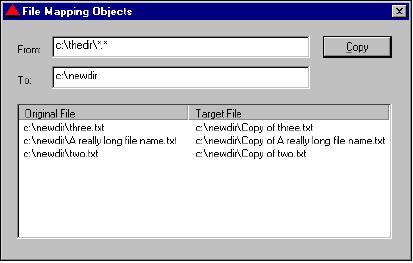 File Mapping Objects
From: c:\thedir\*.* Copy
To: c:\newdir
Original File Target File
c:\newdir\three.txt c:\newdir\Copy of three.txt
c:\newdir\A really long file name.txt c:\newdir\Copy of A really long file name.txt
c:\newdir\two.txt c:\newdir\Copy of two.txt